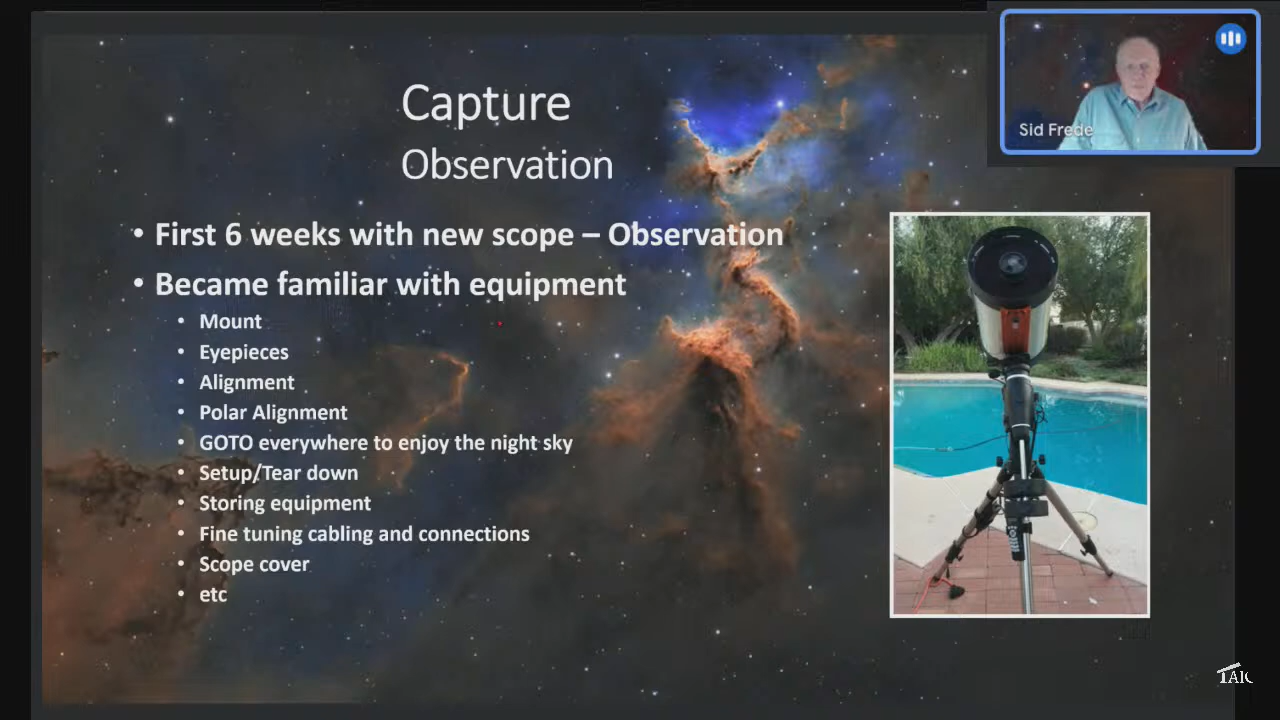 Capture
Observation
Sid Frede
• First 6 weeks with new scope – Observation
• Became familiar with equipment
• Mount
• Eyepieces
• Alignment
• Polar Alignment
• GOTO everywhere to enjoy the night sky
• Setup/Tear down
• Storing equipment
• Fine tuning cabling and connections
• Scope cover
• etc
TAIC